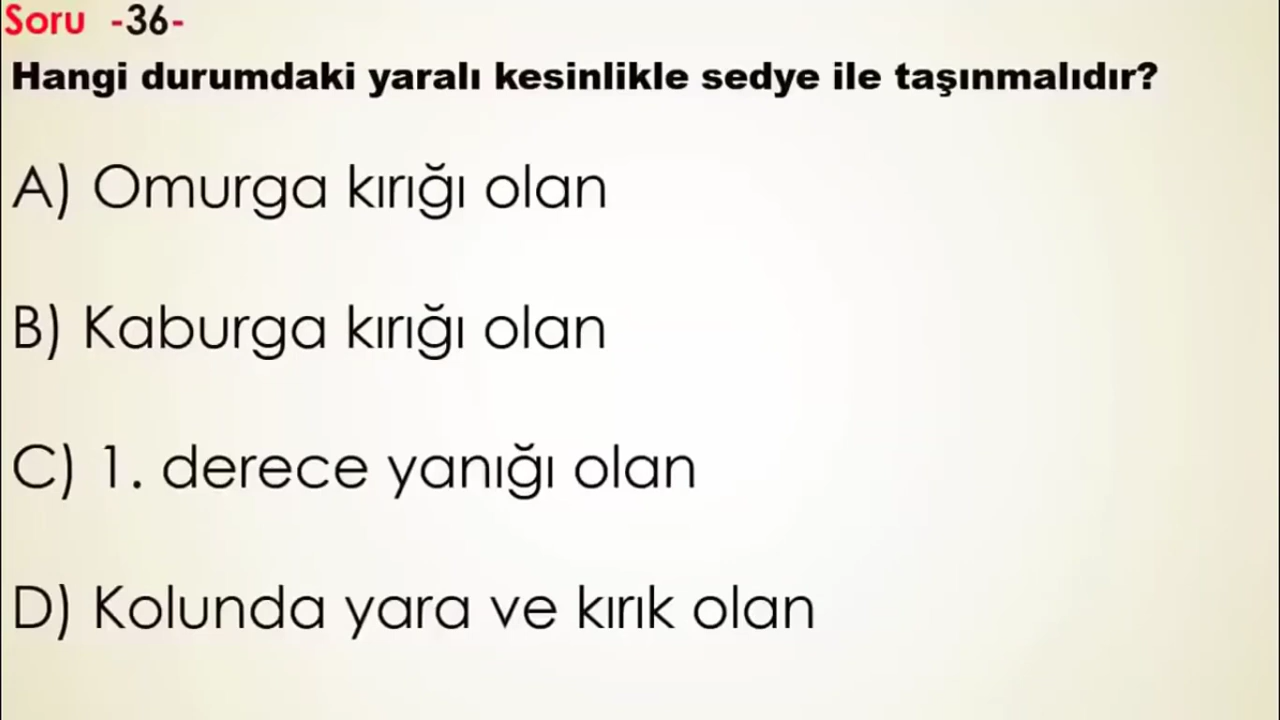 Soru -36-
Hangi durumdaki yaralı kesinlikle sedye ile taşınmalıdır?
A) Omurga kırığı olan
B) Kaburga kırığı olan
C) 1. derece yanığı olan
D) Kolunda yara ve kırık olan